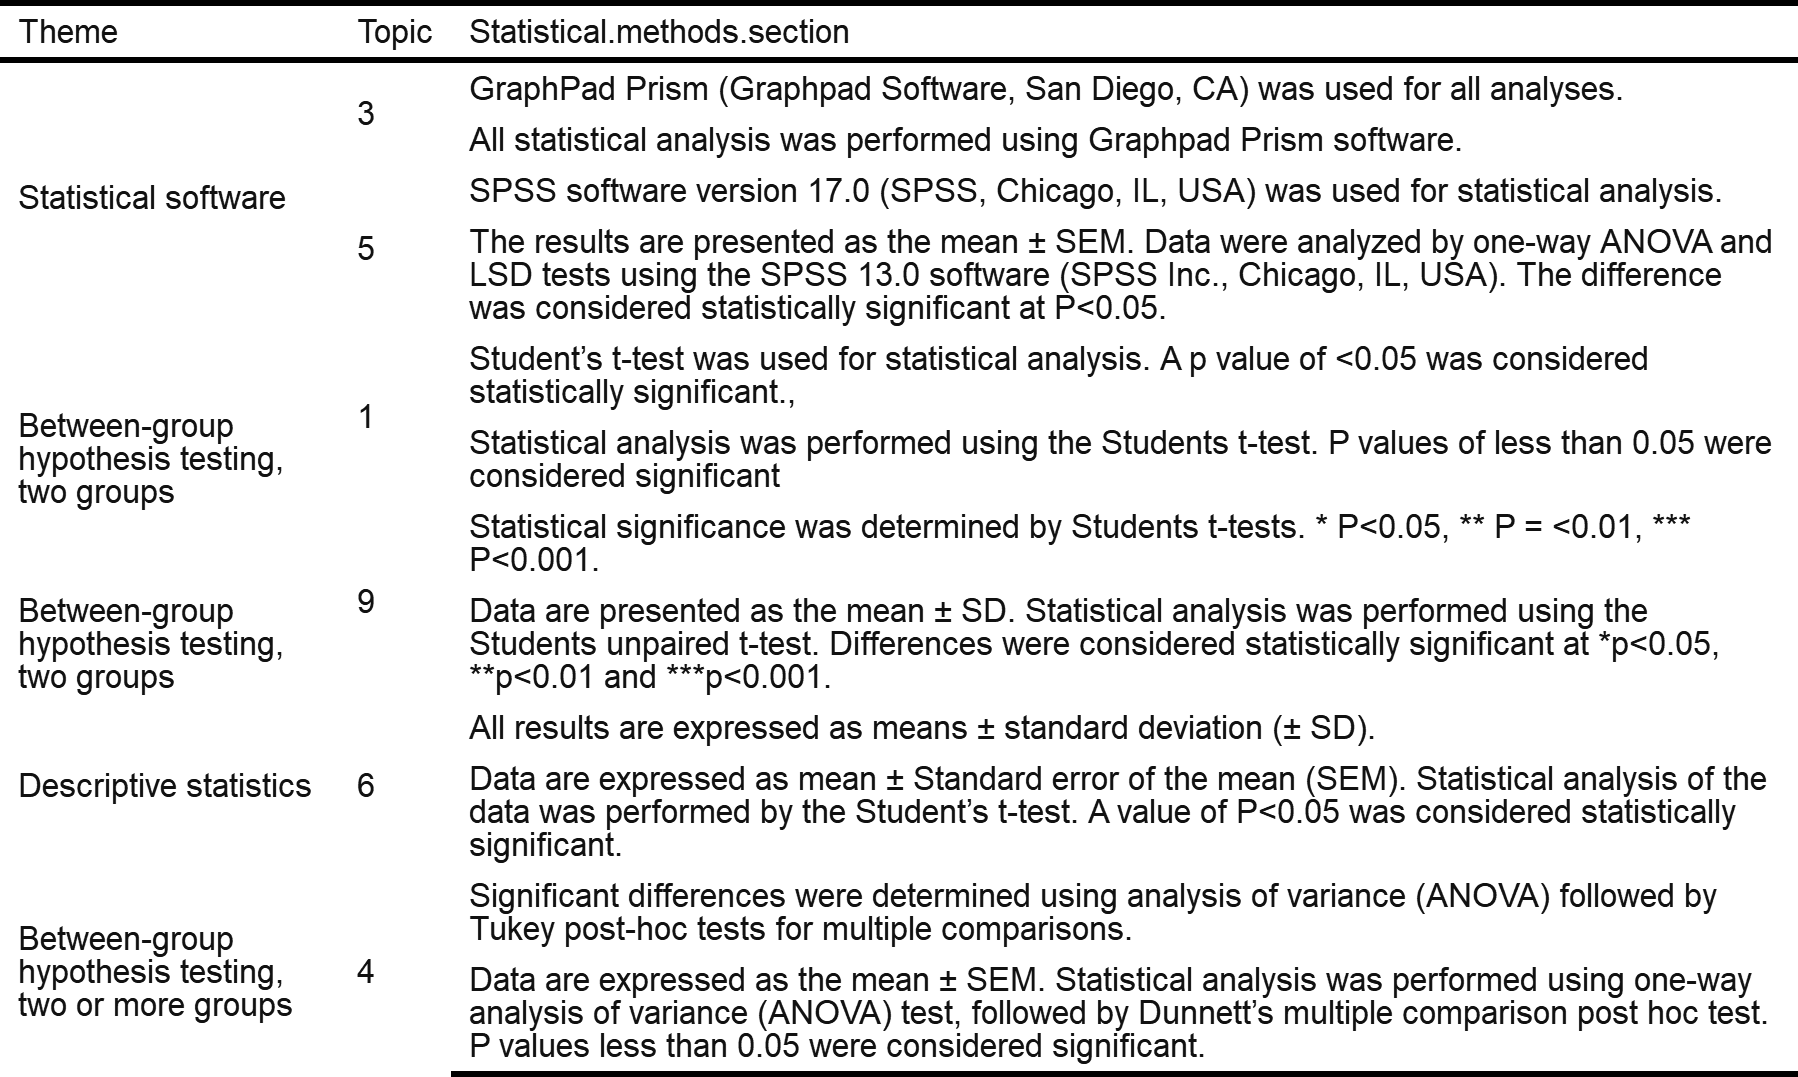 Theme Topic Statistical.methods.section
GraphPad Prism (Graphpad Software, San Diego, CA) was used for all analyses.
3
All statistical analysis was performed using Graphpad Prism software.
Statistical software
SPSS software version 17.0 (SPSS, Chicago, IL, USA) was used for statistical analysis.
5
The results are presented as the mean ± SEM. Data were analyzed by one-way ANOVA and
LSD tests using the SPSS 13.0 software (SPSS Inc., Chicago, IL, USA). The difference
was considered statistically significant at P<0.05.
Between-group
hypothesis testing,
two groups
1
Student’s t-test was used for statistical analysis. A p value of <0.05 was considered
statistically significant.,
Statistical analysis was performed using the Students t-test. P values of less than 0.05 were
considered significant
Between-group
hypothesis testing,
two groups
9
Statistical significance was determined by Students t-tests. * P<0.05, ** P = <0.01, ***
P<0.001.
Data are presented as the mean ± SD. Statistical analysis was performed using the
Students unpaired t-test. Differences were considered statistically significant at *p<0.05,
**p<0.01 and ***p<0.001.
All results are expressed as means ± standard deviation (± SD).
Descriptive statistics
6
Data are expressed as mean ± Standard error of the mean (SEM). Statistical analysis of the
data was performed by the Student’s t-test. A value of P<0.05 was considered statistically
significant.
Between-group
hypothesis testing,
two or more groups
4
Significant differences were determined using analysis of variance (ANOVA) followed by
Tukey post-hoc tests for multiple comparisons.
Data are expressed as the mean ± SEM. Statistical analysis was performed using one-way
analysis of variance (ANOVA) test, followed by Dunnett’s multiple comparison post hoc test.
P values less than 0.05 were considered significant.